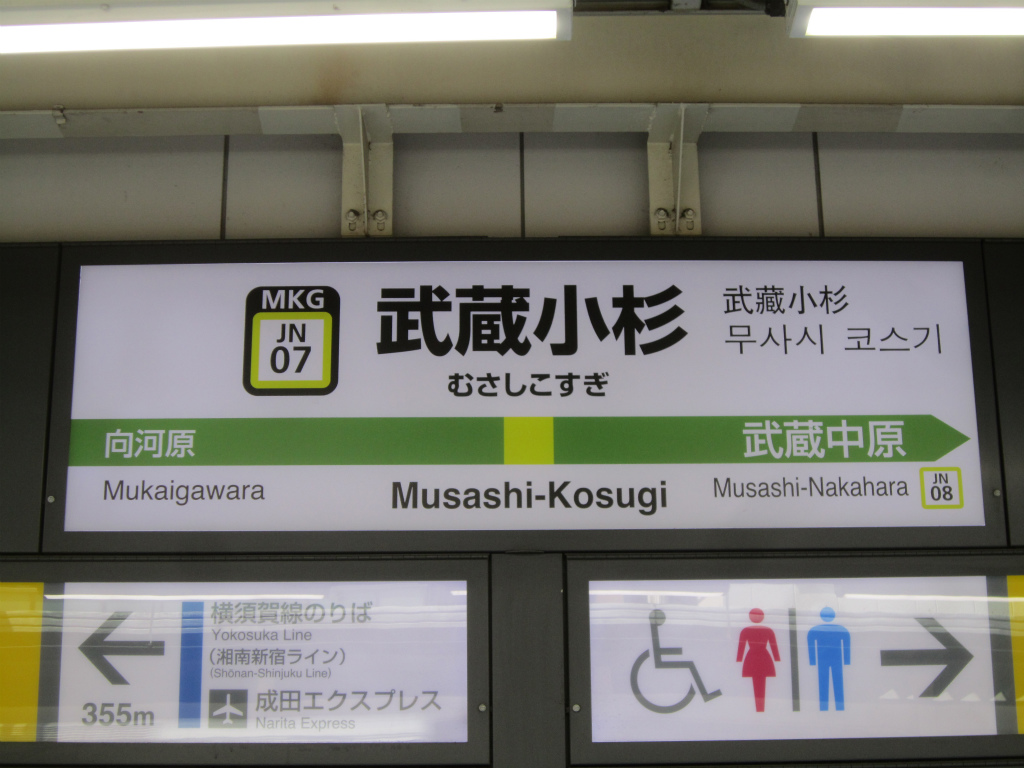 MKG
JN
07
武蔵小杉
むさしこすぎ
武藏小杉
무사시 코스기
向河原
武蔵中原
Mukaigawara
Musashi-Kosugi
Musashi-Nakahara
JN
08
横須賀線のりば
Yokosuka Line
(湘南新宿ライン)
(Shōnan-Shinjuku Line)
成田エクスプレス
Narita Express
355m